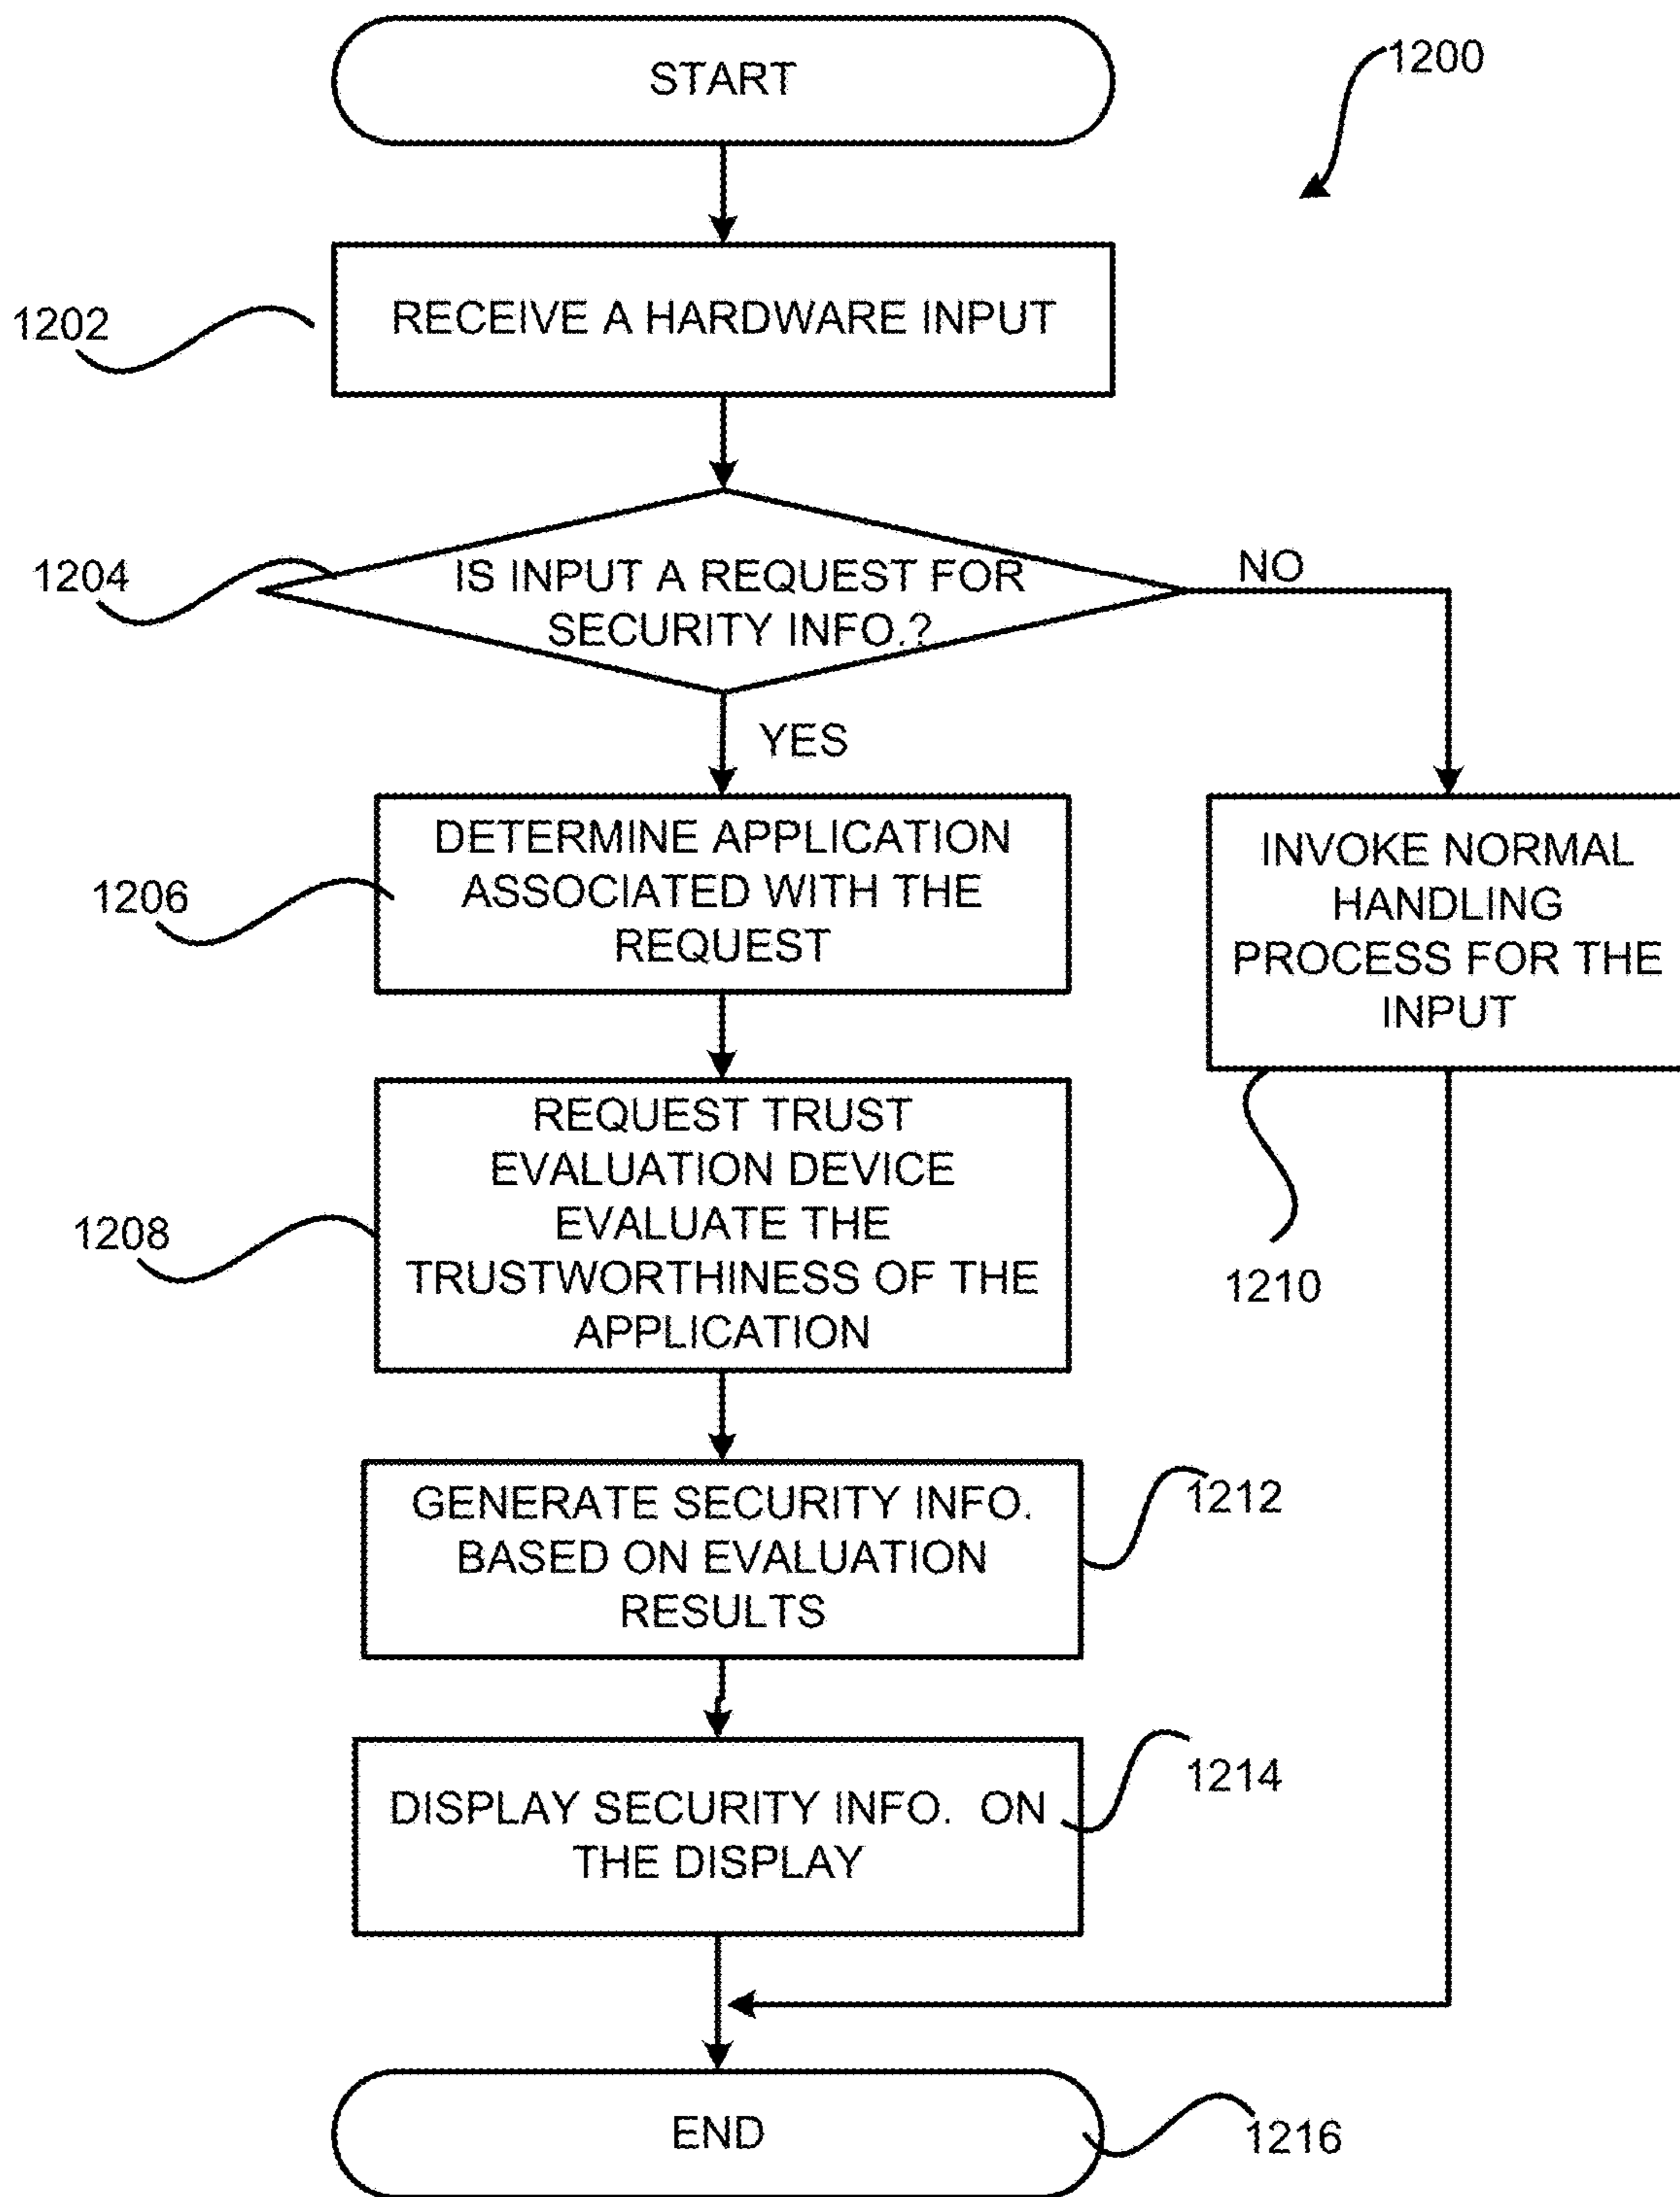 START
1200
RECEIVE A HARDWARE INPUT
1202
IS INPUT A REQUEST FOR
SECURITY INFO.?
1204
NO
YES
DETERMINE APPLICATION
ASSOCIATED WITH THE
REQUEST
1206
INVOKE NORMAL
HANDLING
PROCESS FOR THE
INPUT
1210
REQUEST TRUST
EVALUATION DEVICE
EVALUATE THE
TRUSTWORTHINESS OF THE
APPLICATION
1208
GENERATE SECURITY INFO.
BASED ON EVALUATION
RESULTS
1212
DISPLAY SECURITY INFO. ON
THE DISPLAY
1214
END
1216